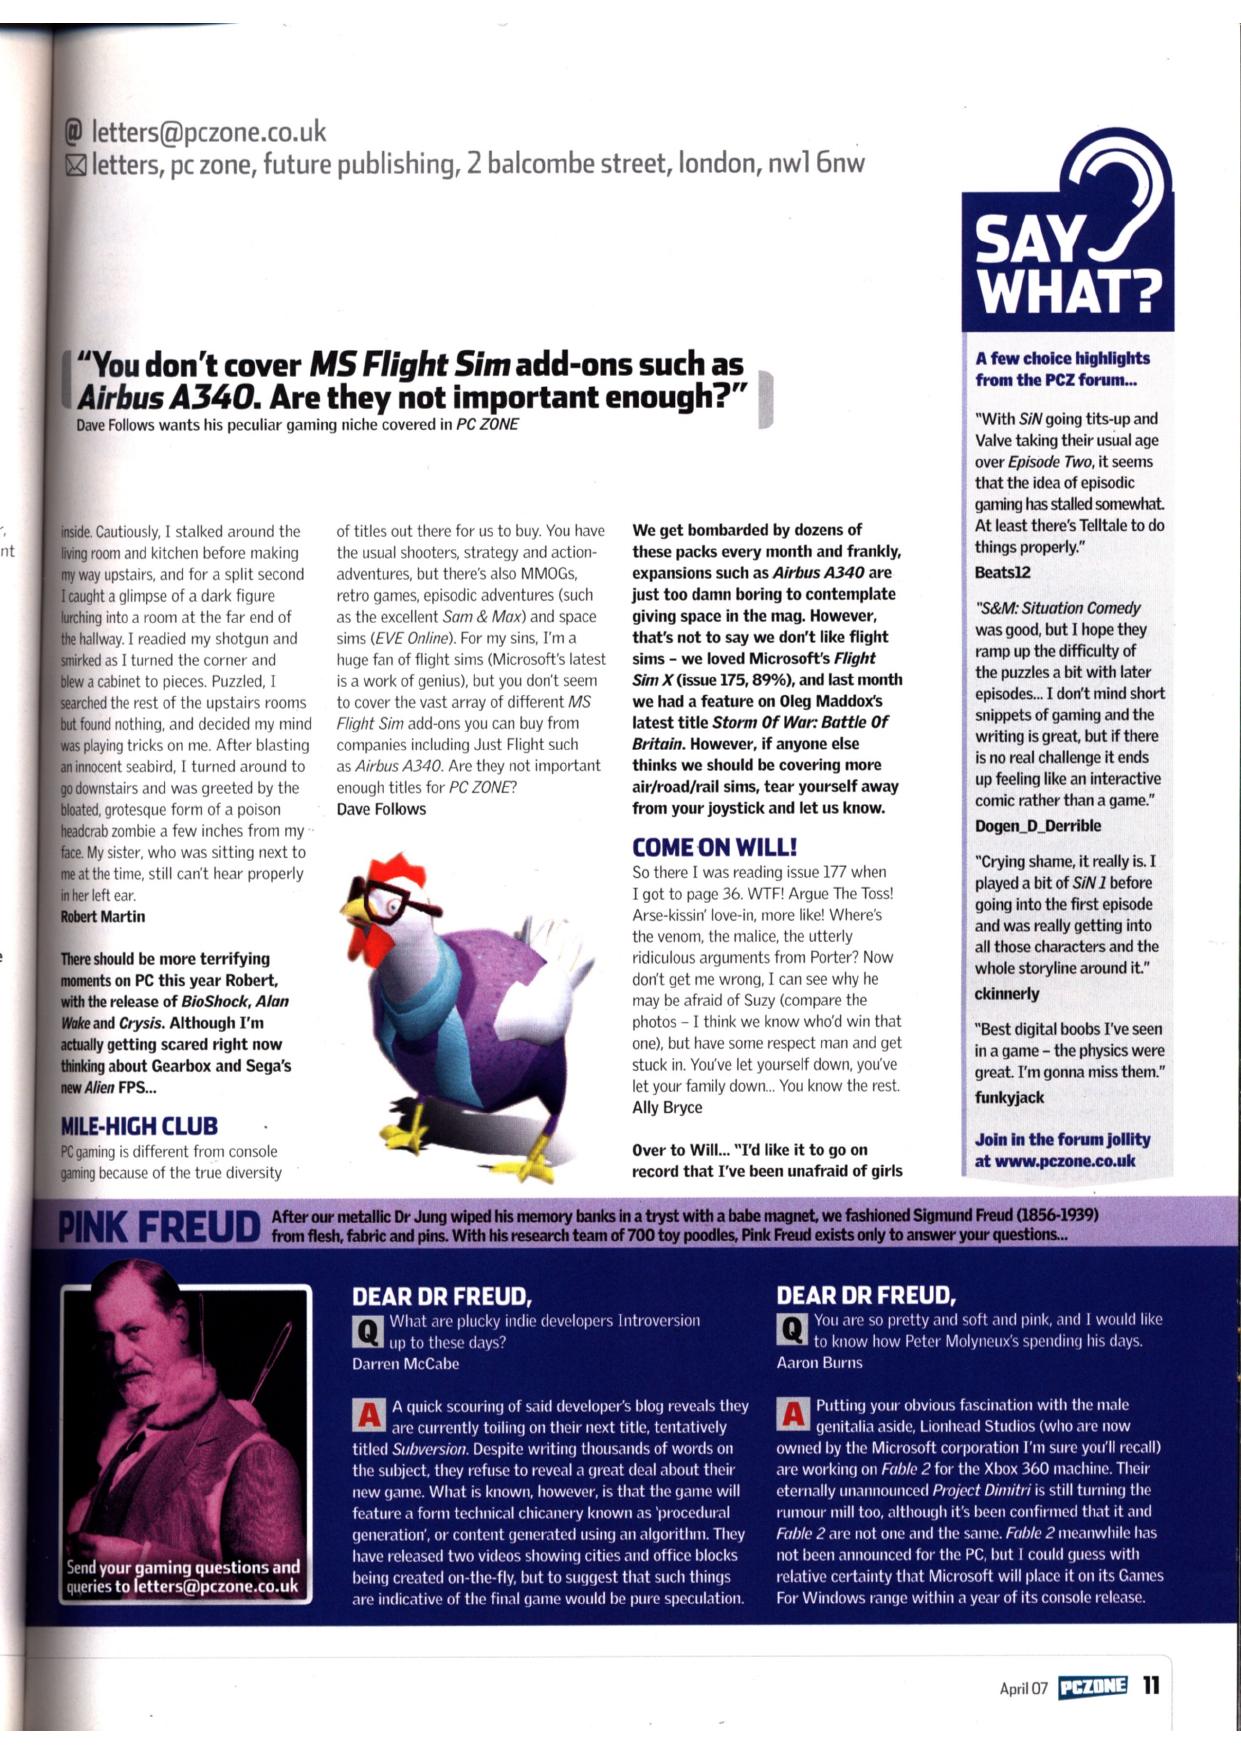 @ letters@pczone.co.uk
letters, pc zone, future publishing, 2 balcombe street, london, nw1 6nw
"You don't cover MS Flight Sim add-ons such as
Airbus A340. Are they not important enough?"
Dave Follows wants his peculiar gaming niche covered in PC ZONE
inside. Cautiously, I stalked around the
living room and kitchen before making
my way upstairs, and for a split second
I caught a glimpse of a dark figure
lurching into a room at the far end of
the hallway. I readied my shotgun and
smirked as I turned the corner and
blew a cabinet to pieces. Puzzled, I
searched the rest of the upstairs rooms
but found nothing, and decided my mind
was playing tricks on me. After blasting
an innocent seabird, I turned around to
go downstairs and was greeted by the
bloated, grotesque form of a poison
headcrab zombie a few inches from my
face. My sister, who was sitting next to
me at the time, still can't hear properly
in her left ear.
Robert Martin
There should be more terrifying
moments on PC this year Robert,
with the release of BioShock, Alan
Wake and Crysis. Although I'm
actually getting scared right now
thinking about Gearbox and Sega's
new Alien FPS...
MILE-HIGH CLUB
PC gaming is different from console
gaming because of the true diversity
of titles out there for us to buy. You have
the usual shooters, strategy and action-
adventures, but there's also MMOGs,
retro games, episodic adventures (such
as the excellent Sam & Max) and space
sims (EVE Online). For my sins, I'm a
huge fan of flight sims (Microsoft's latest
is a work of genius), but you don't seem
to cover the vast array of different MS
Flight Sim add-ons you can buy from
companies including Just Flight such
as Airbus A340. Are they not important
enough titles for PC ZONE?
Dave Follows
We get bombarded by dozens of
these packs every month and frankly,
expansions such as Airbus A340 are
just too damn boring to contemplate
giving space in the mag. However,
that's not to say we don't like flight
sims – we loved Microsoft's Flight
Sim X (issue 175, 89%), and last month
we had a feature on Oleg Maddox's
latest title Storm Of War: Battle Of
Britain. However, if anyone else
thinks we should be covering more
air/road/rail sims, tear yourself away
from your joystick and let us know.
COME ON WILL!
So there I was reading issue 177 when
I got to page 36. WTF! Argue The Toss!
Arse-kissin' love-in, more like! Where's
the venom, the malice, the utterly
ridiculous arguments from Porter? Now
don't get me wrong, I can see why he
may be afraid of Suzy (compare the
photos – I think we know who'd win that
one), but have some respect man and get
stuck in. You've let yourself down, you've
let your family down... You know the rest.
Ally Bryce
Over to Will... "I'd like it to go on
record that I've been unafraid of girls
SAY
WHAT?
A few choice highlights
from the PCZ forum...
"With SiN going tits-up and
Valve taking their usual age
over Episode Two, it seems
that the idea of episodic
gaming has stalled somewhat.
At least there's Telltale to do
things properly."
Beats12
"S&M: Situation Comedy
was good, but I hope they
ramp up the difficulty of
the puzzles a bit with later
episodes... I don't mind short
snippets of gaming and the
writing is great, but if there
is no real challenge it ends
up feeling like an interactive
comic rather than a game."
Dogen_D_Derrible
"Crying shame, it really is. I
played a bit of SiN 1 before
going into the first episode
and was really getting into
all those characters and the
whole storyline around it."
ckinnerly
"Best digital boobs I've seen
in a game – the physics were
great. I'm gonna miss them."
funkyjack
Join in the forum jollity
at www.pczone.co.uk
PINK FREUD
After our metallic Dr Jung wiped his memory banks in a tryst with a babe magnet, we fashioned Sigmund Freud (1856-1939)
from flesh, fabric and pins. With his research team of 700 toy poodles, Pink Freud exists only to answer your questions...
Send your gaming questions and
queries to letters@pczone.co.uk
DEAR DR FREUD,
Q What are plucky indie developers Introversion
up to these days?
Darren McCabe
A A quick scouring of said developer's blog reveals they
are currently toiling on their next title, tentatively
titled Subversion. Despite writing thousands of words on
the subject, they refuse to reveal a great deal about their
new game. What is known, however, is that the game will
feature a form technical chicanery known as 'procedural
generation', or content generated using an algorithm. They
have released two videos showing cities and office blocks
being created on-the-fly, but to suggest that such things
are indicative of the final game would be pure speculation.
DEAR DR FREUD,
Q You are so pretty and soft and pink, and I would like
to know how Peter Molyneux's spending his days.
Aaron Burns
A Putting your obvious fascination with the male
genitalia aside, Lionhead Studios (who are now
owned by the Microsoft corporation I'm sure you'll recall)
are working on Fable 2 for the Xbox 360 machine. Their
eternally unannounced Project Dimitri is still turning the
rumour mill too, although it's been confirmed that it and
Fable 2 are not one and the same. Fable 2 meanwhile has
not been announced for the PC, but I could guess with
relative certainty that Microsoft will place it on its Games
For Windows range within a year of its console release.
April 07 PCZONE 11